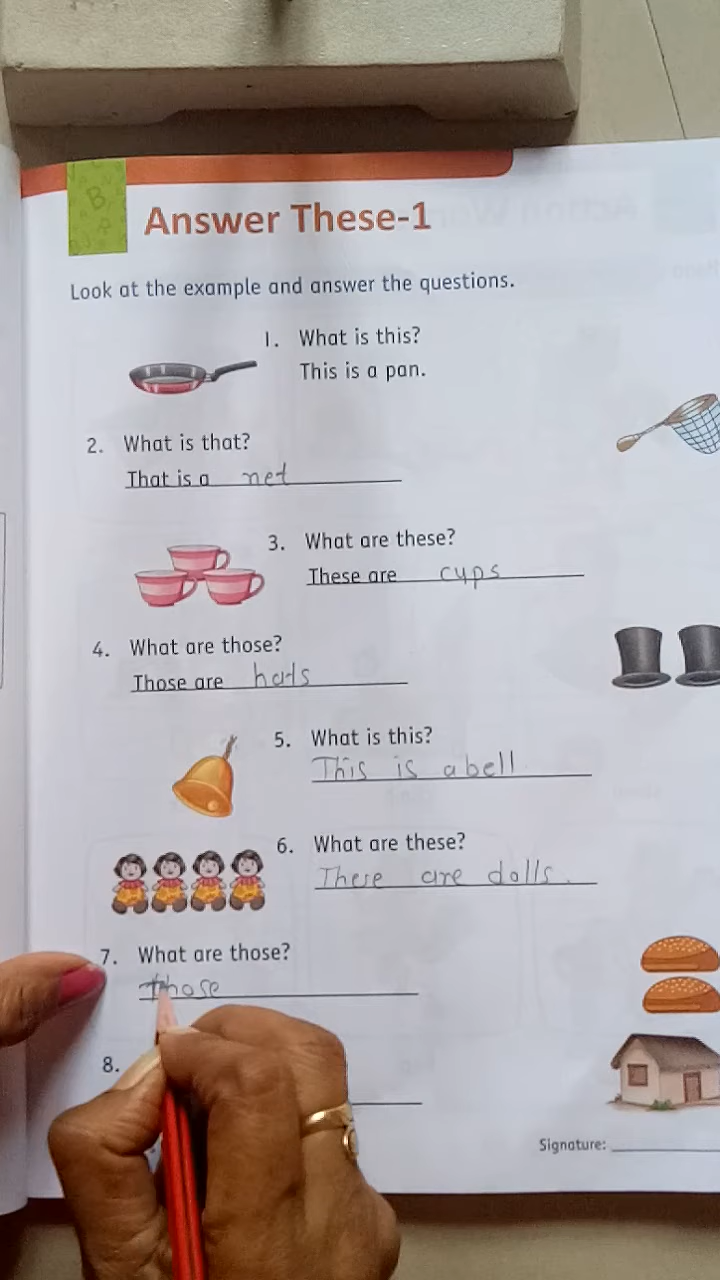 B
Answer These-1
Look at the example and answer the questions.
1. What is this?
This is a pan.
2. What is that?
That is a net
3. What are these?
These are cups
4. What are those?
Those are hats
5. What is this?
This is a bell
6. What are these?
These are dolls.
7. What are those?
Those
8.
Signature: